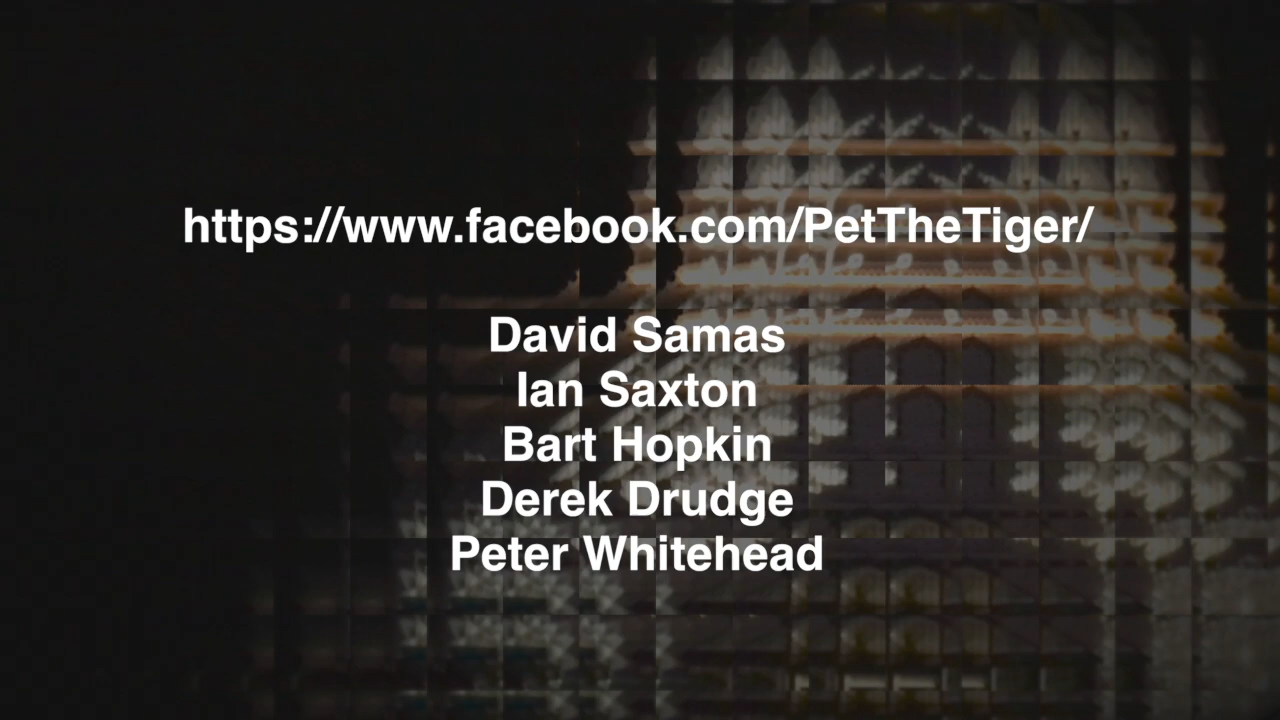 https://www.facebook.com/PetTheTiger/
David Samas
Ian Saxton
Bart Hopkin
Derek Drudge
Peter Whitehead